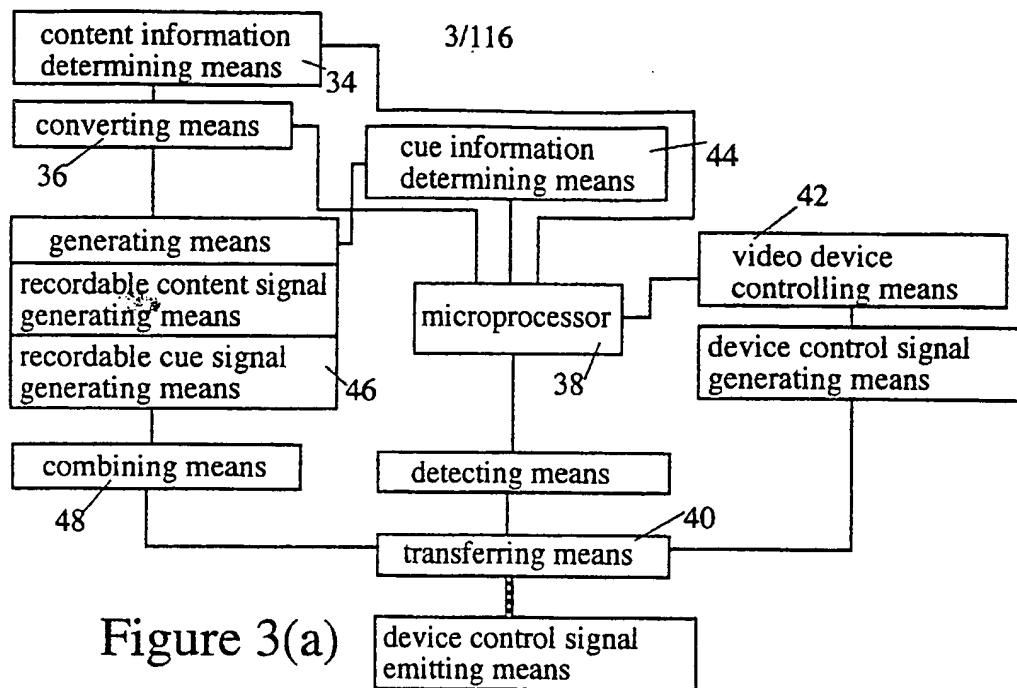 content information
determining means
34
3/116
converting means
36
cue information
determining means
44
42
generating means
recordable content signal
generating means
recordable cue signal
generating means
46
microprocessor
38
video device
controlling means
device control signal
generating means
combining means
48
detecting means
40
transferring means
Figure 3(a)
device control signal
emitting means